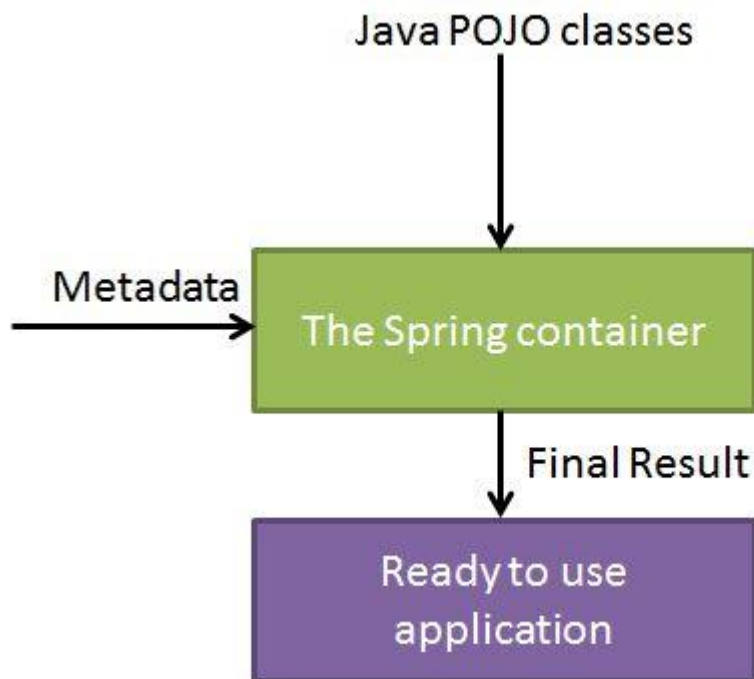 Java POJO classes
Metadata
The Spring container
Final Result
Ready to use
application